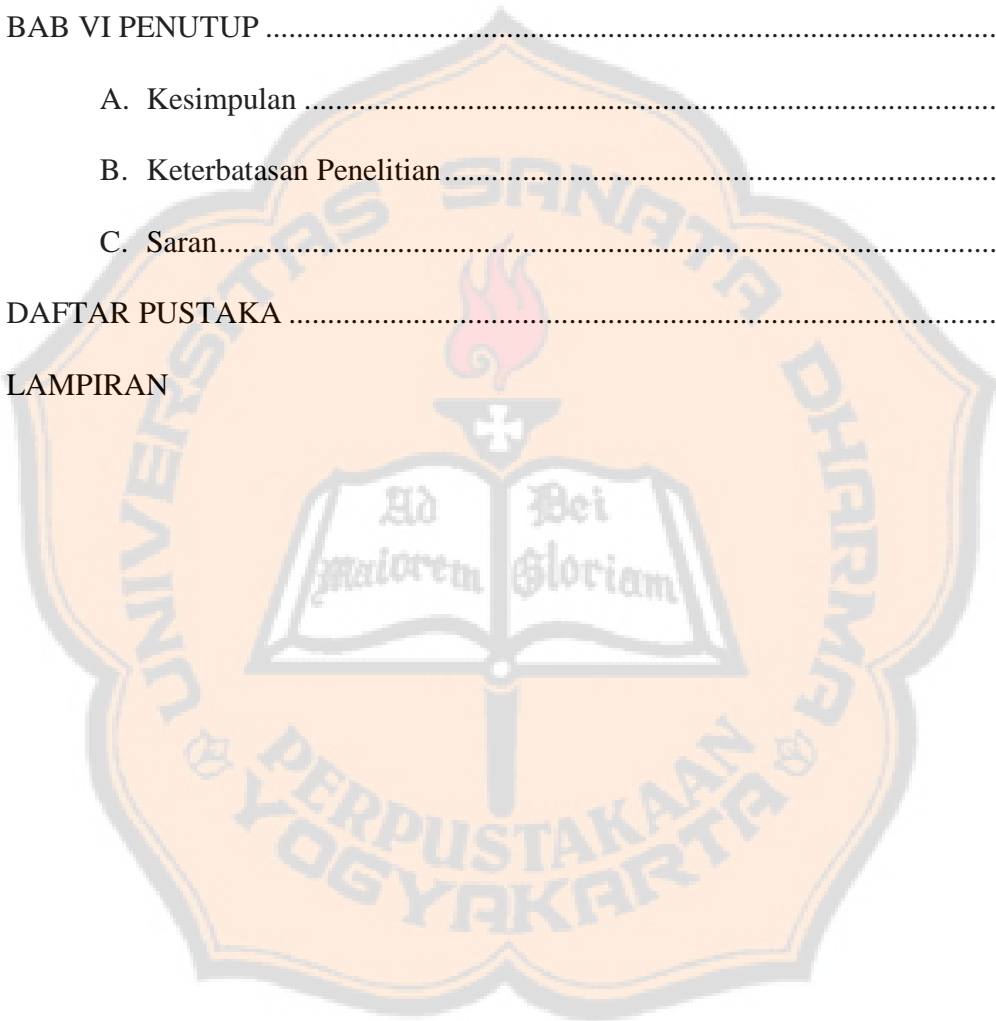 BAB VI PENUTUP ..............................................................................................
A. Kesimpulan .........................................................................................
B. Keterbatasan Penelitian.......................................................................
C. Saran....................................................................................................
DAFTAR PUSTAKA ...........................................................................................
LAMPIRAN
UNIVERSITAS SANATA DHARMA
Ad Dei
Maiorem Gloriam
PERPUSTAKAAN
YOGYAKARTA